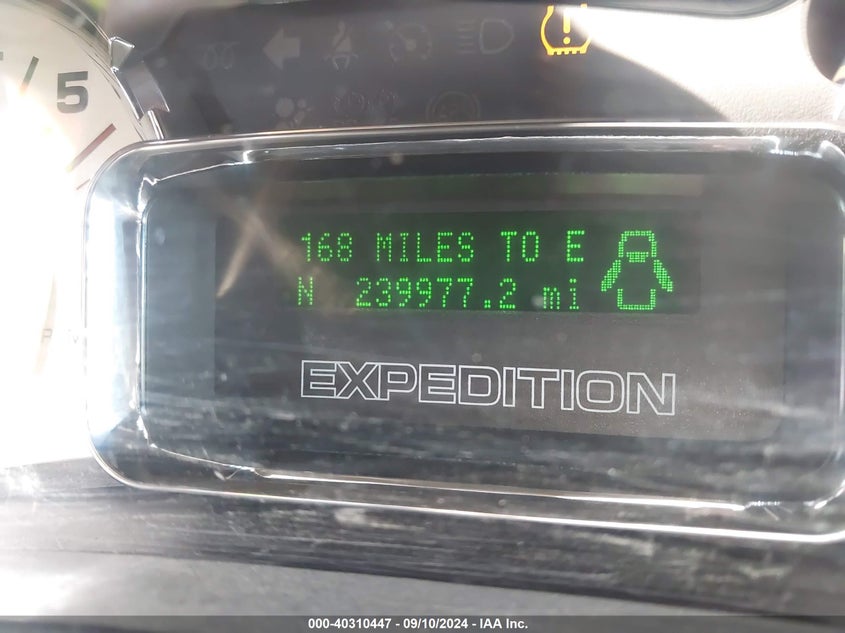 5
168 MILES TO E
N 239977.2 mi
EXPEDITION
000-40310447 - 09/10/2024 - IAA Inc.